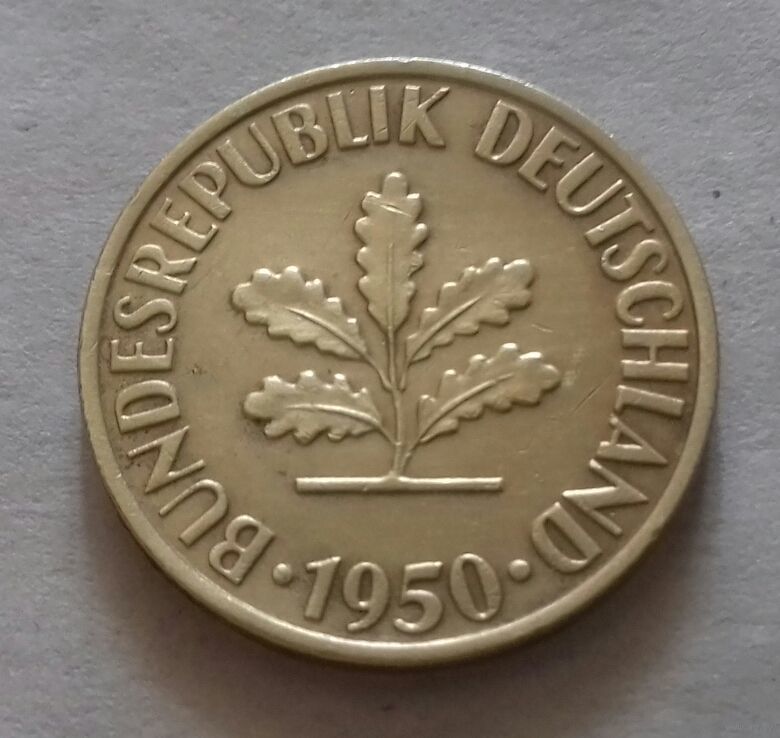 BUNDESREPUBLIK DEUTSCHLAND
· 1950 ·